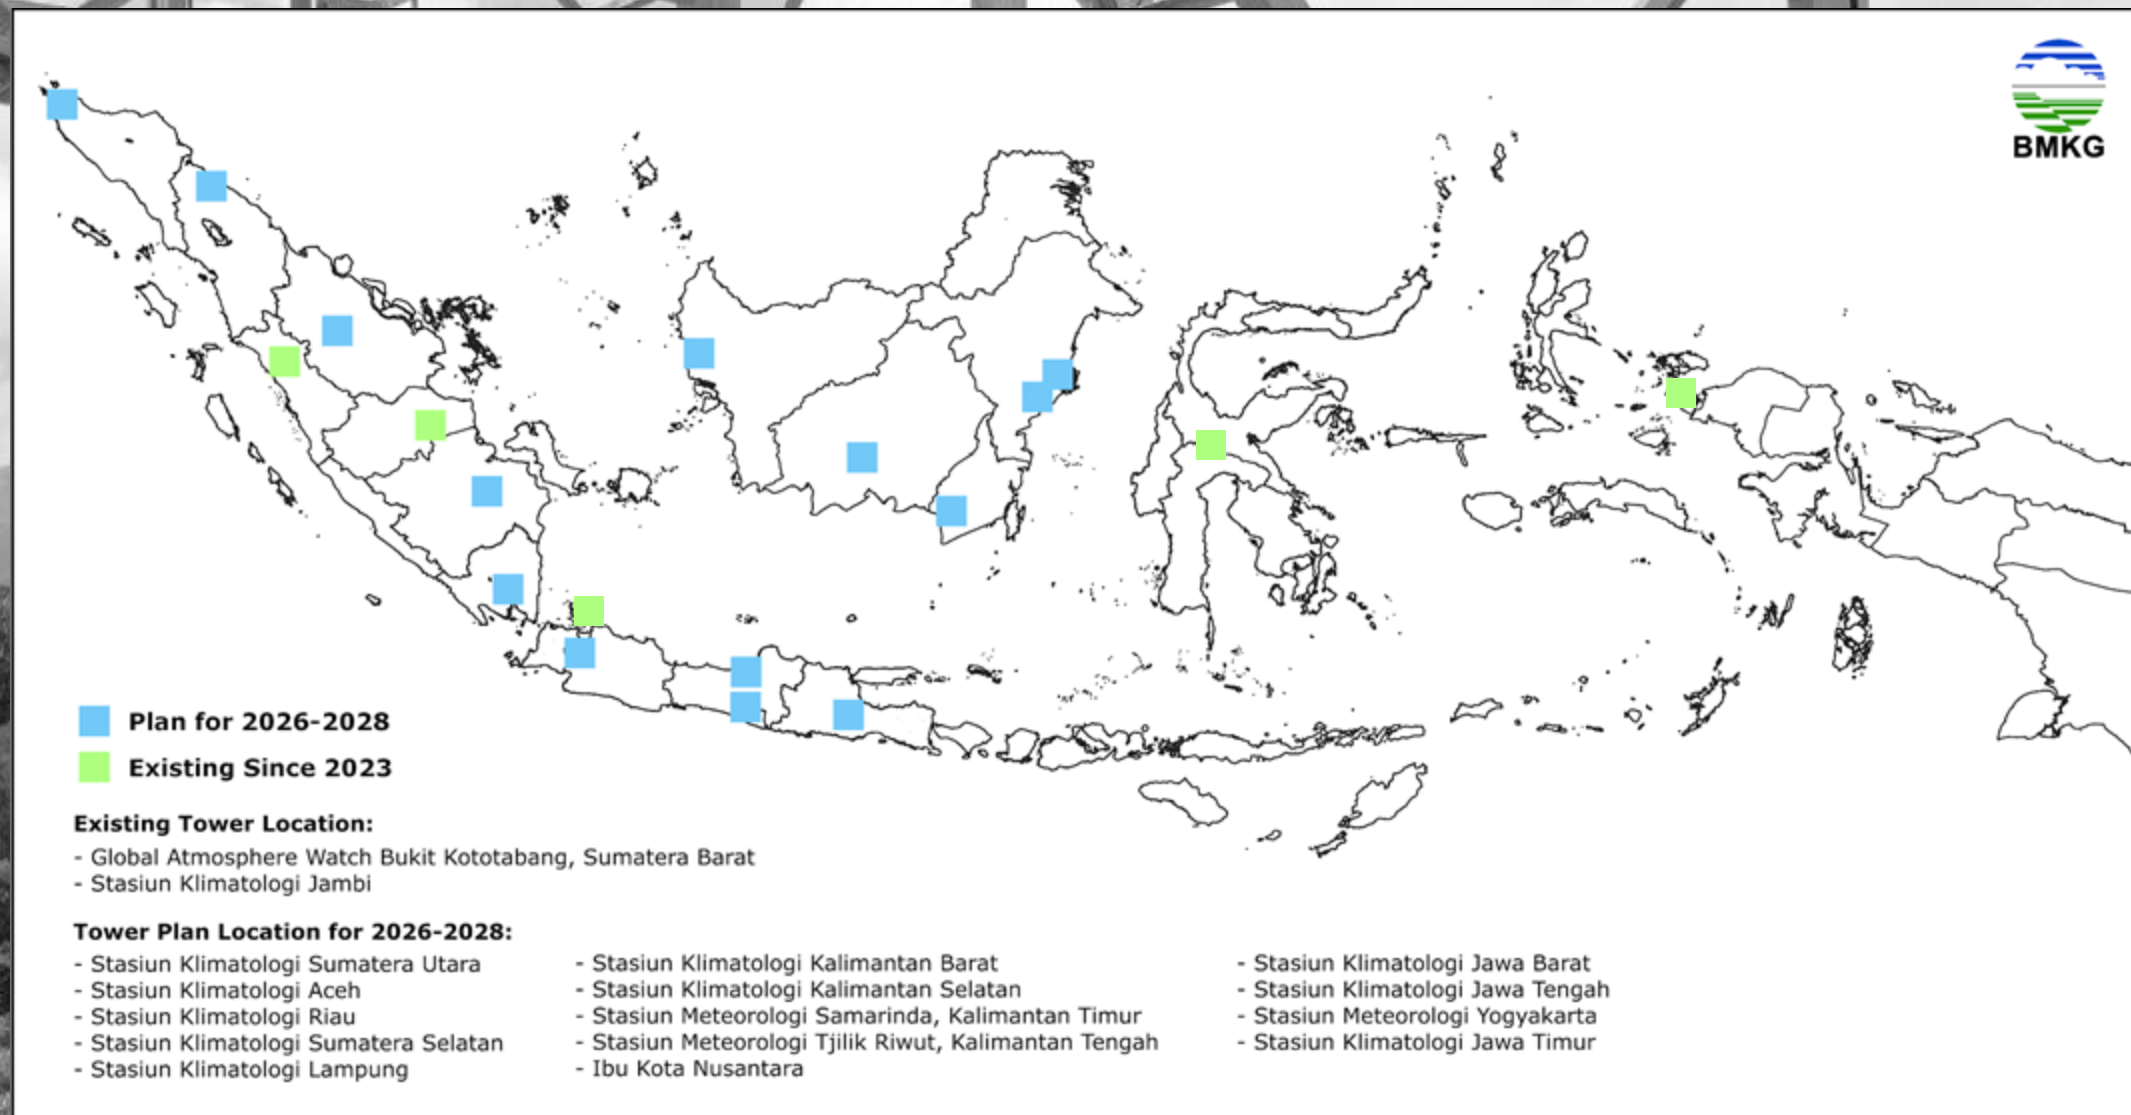 BMKG
Plan for 2026-2028
Existing Since 2023
Existing Tower Location:
- Global Atmosphere Watch Bukit Kototabang, Sumatera Barat
- Stasiun Klimatologi Jambi
Tower Plan Location for 2026-2028:
- Stasiun Klimatologi Sumatera Utara
- Stasiun Klimatologi Aceh
- Stasiun Klimatologi Riau
- Stasiun Klimatologi Sumatera Selatan
- Stasiun Klimatologi Lampung
- Stasiun Klimatologi Kalimantan Barat
- Stasiun Klimatologi Kalimantan Selatan
- Stasiun Meteorologi Samarinda, Kalimantan Timur
- Stasiun Meteorologi Tjilik Riwut, Kalimantan Tengah
- Ibu Kota Nusantara
- Stasiun Klimatologi Jawa Barat
- Stasiun Klimatologi Jawa Tengah
- Stasiun Meteorologi Yogyakarta
- Stasiun Klimatologi Jawa Timur